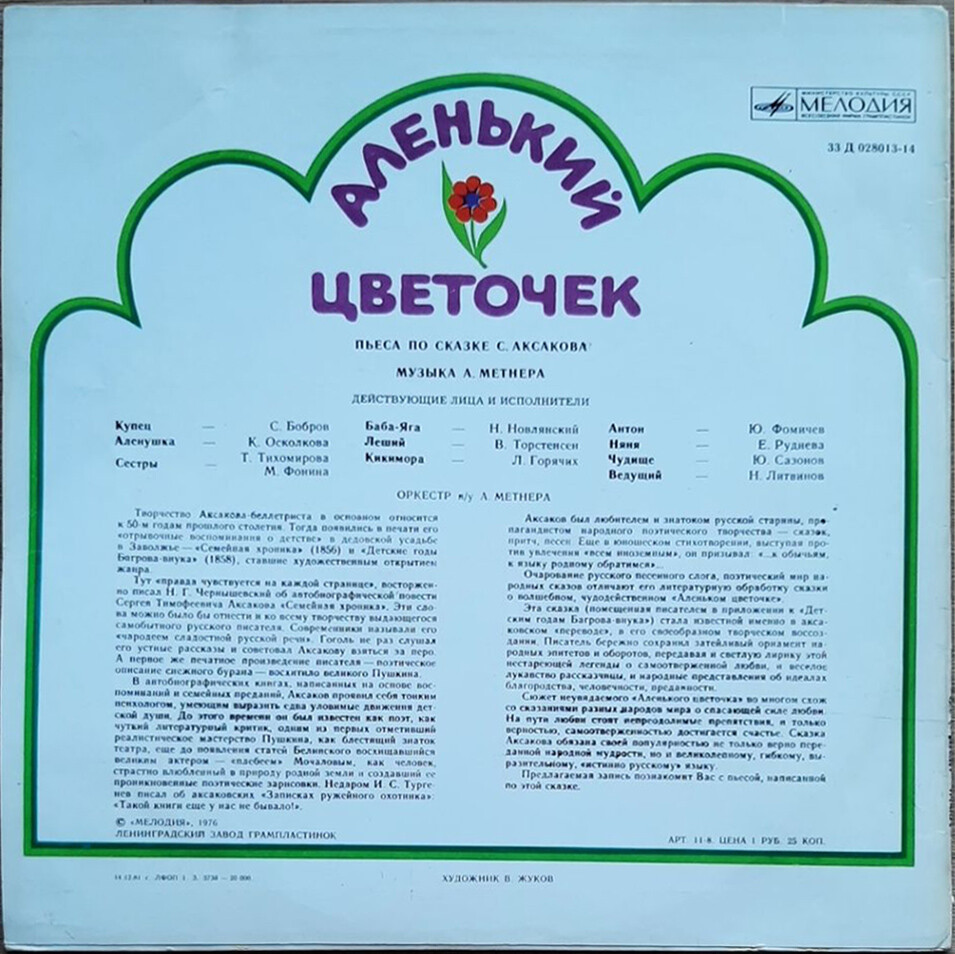 МИНИСТЕРСТВО КУЛЬТУРЫ СССР
МЕЛОДИЯ
ВСЕСОЮЗНАЯ ФИРМА ГРАМПЛАСТИНОК
33 Д 028013-14
АЛЕНЬКИЙ
ЦВЕТОЧЕК
ПЬЕСА ПО СКАЗКЕ С. АКСАКОВА
МУЗЫКА А. МЕТНЕРА
ДЕЙСТВУЮЩИЕ ЛИЦА И ИСПОЛНИТЕЛИ
Купец — С. Бобров
Аленушка — К. Осколкова
Сестры — Т. Тихомирова
М. Фонина
Баба-Яга — Н. Новлянский
Леший — В. Торстенсен
Кикимора — Л. Горячих
Антон — Ю. Фомичев
Няня — Е. Руднева
Чудище — Ю. Сазонов
Ведущий — Н. Литвинов
ОРКЕСТР п/у А. МЕТНЕРА
Творчество Аксакова-беллетриста в основном относится
к 50-м годам прошлого столетия. Тогда появились в печати его
«отрывочные воспоминания о детстве» в дедовской усадьбе
в Заволжье — «Семейная хроника» (1856) и «Детские годы
Багрова-внука» (1858), ставшие художественным открытием
жанра.
Тут «правда чувствуется на каждой странице», восторжен-
но писал Н. Г. Чернышевский об автобиографической повести
Сергея Тимофеевича Аксакова «Семейная хроника». Эти сло-
ва можно было бы отнести и ко всему творчеству выдающегося
самобытного русского писателя. Современники называли его
«чародеем сладостной русской речи». Гоголь не раз слушал
его устные рассказы и советовал Аксакову взяться за перо.
А первое же печатное произведение писателя — поэтическое
описание снежного бурана — восхитило великого Пушкина.
В автобиографических книгах, написанных на основе вос-
поминаний и семейных преданий, Аксаков проявил себя тонким
психологом, умеющим выразить едва уловимые движения дет-
ской души. До этого времени он был известен как поэт, как
чуткий литературный критик, одним из первых отметивший
реалистическое мастерство Пушкина, как блестящий знаток
театра, еще до появления статей Белинского восхищавшийся
великим актером — «плебеем» Мочаловым, как человек,
страстно влюбленный в природу родной земли и создавший ее
проникновенные поэтические зарисовки. Недаром И. С. Турге-
нев писал об аксаковских «Записках ружейного охотника»:
«Такой книги еще у нас не бывало!».
Аксаков был любителем и знатоком русской старины, про-
пагандистом народного поэтического творчества — сказок,
притч, песен. Еще в юношеском стихотворении, выступая про-
тив увлечения «всем иноземным», он призывал: «...к обычьям,
к языку родному обратимся»...
Очарование русского песенного слога, поэтический мир на-
родных сказов отличают его литературную обработку сказки
о волшебном, чудодейственном «Аленьком цветочке».
Эта сказка (помещенная писателем в приложении к «Дет-
ским годам Багрова-внука») стала известной именно в акса-
ковском «переводе», в его своеобразном творческом воссоз-
дании. Писатель бережно сохранил затейливый орнамент на-
родных эпитетов и оборотов, передавая и светлую лирику этой
нестареющей легенды о самоотверженной любви, и веселое
лукавство рассказчицы, и народные представления об идеалах
благородства, человечности, преданности.
Сюжет неувядаемого «Аленького цветочка» во многом схож
со сказаниями разных народов мира о спасающей силе любви.
На пути любви стоят непреодолимые препятствия, и только
верностью, самоотверженностью достигается счастье. Сказка
Аксакова обязана своей популярностью не только верно пере-
данной народной мудрости, но и великолепному, гибкому, вы-
разительному, «истинно русскому» языку.
Предлагаемая запись познакомит Вас с пьесой, написанной
по этой сказке.
© «МЕЛОДИЯ», 1976
ЛЕНИНГРАДСКИЙ ЗАВОД ГРАМПЛАСТИНОК
АРТ. 11-8. ЦЕНА 1 РУБ. 25 КОП.
ХУДОЖНИК В. ЖУКОВ